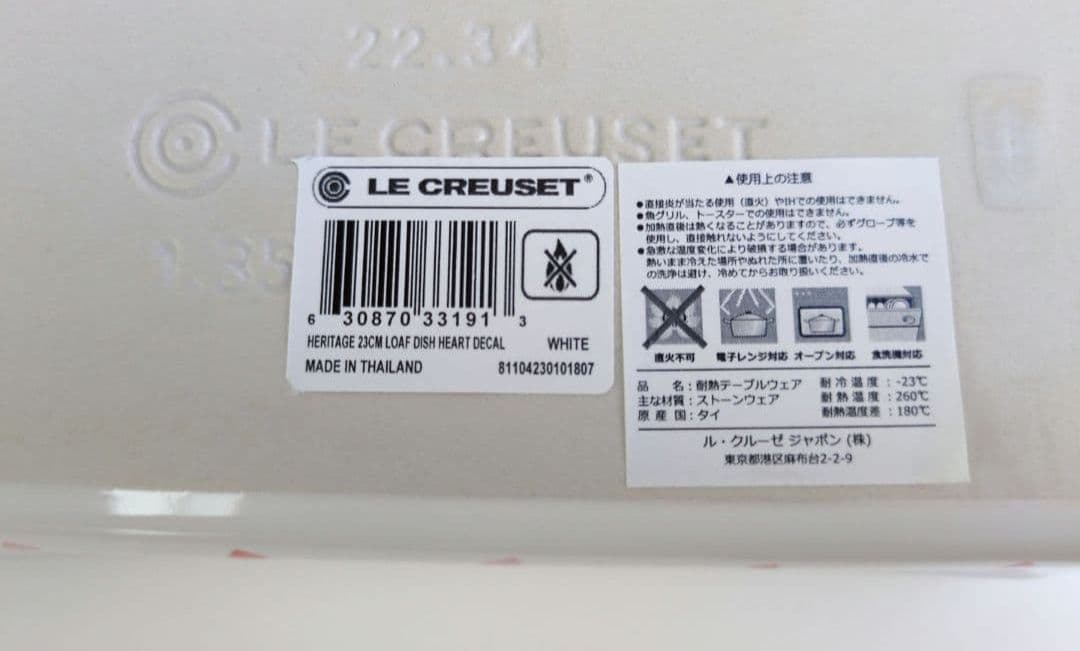 22.34
LE CREUSET
1.35
LE CREUSET®
6 30870 33191 3
HERITAGE 23CM LOAF DISH HEART DECAL WHITE
MADE IN THAILAND 81104230101807
▲使用上の注意
●直接炎が当たる使用（直火）やIHでの使用はできません。
●魚グリル、トースターでの使用はできません。
●加熱直後は熱くなることがありますので、必ずグローブ等を
使用し、直接触れないようにしてください。
●急激な温度変化により破損する場合があります。
熱いまま冷えた場所やぬれた所に置いたり、加熱直後の冷水で
の洗浄は避け、冷めてからお取り扱いください。
直火不可 電子レンジ対応 オーブン対応 食洗機対応
品 名：耐熱テーブルウェア 耐冷温度：-23℃
主な材質：ストーンウェア 耐熱温度：260℃
原産国：タイ 耐熱温度差：180℃
ル・クルーゼ ジャポン (株)
東京都港区麻布台2-2-9